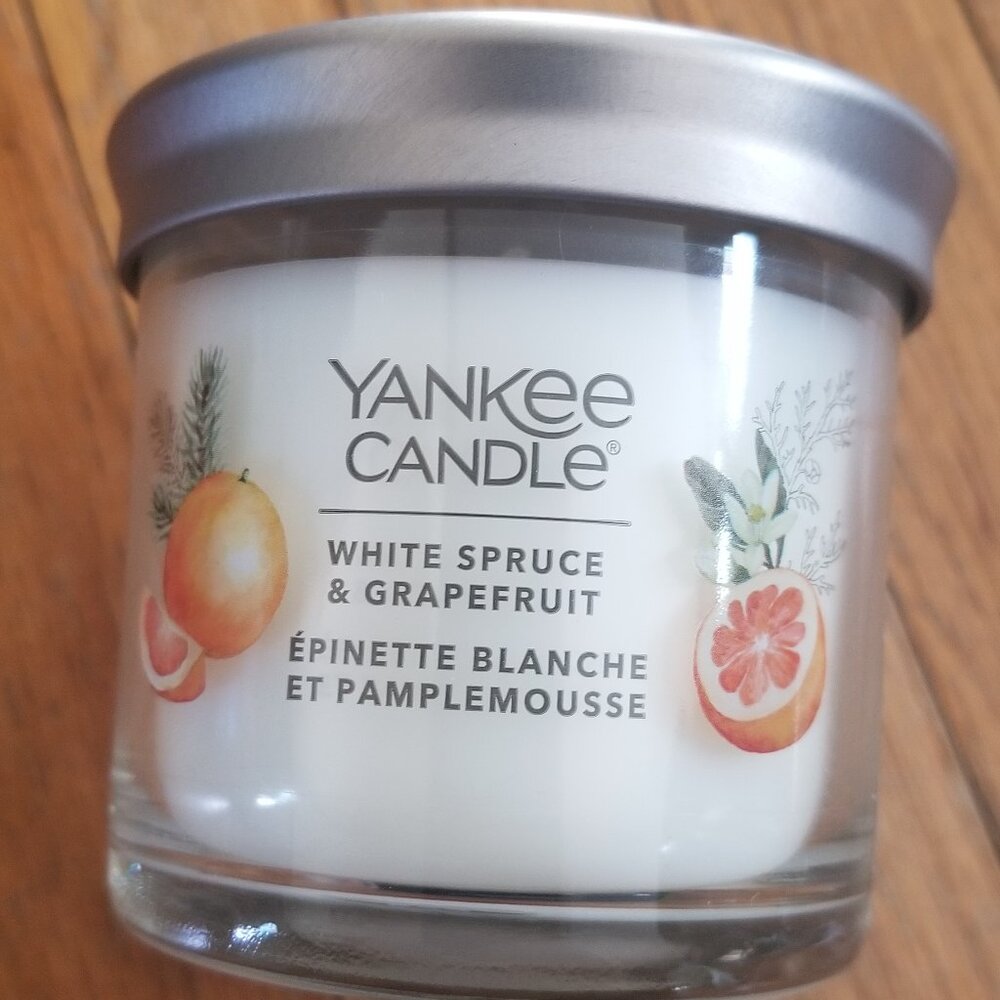 YANKEE
CANDLE®
WHITE SPRUCE
& GRAPEFRUIT
ÉPINETTE BLANCHE
ET PAMPLEMOUSSE